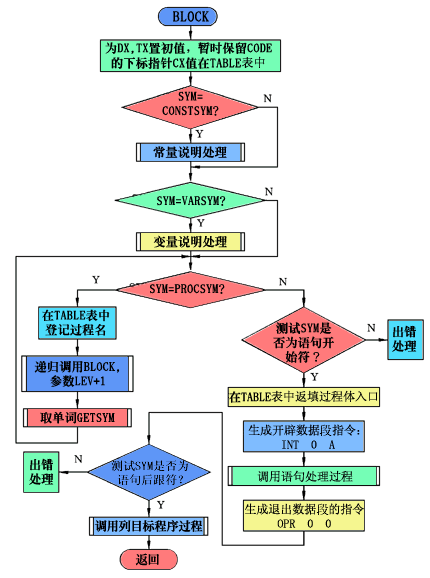 BLOCK
为DX,TX置初值，暂时保留CODE
的下标指针CX值在TABLE表中
SYM=
CONSTSYM?
N
Y
常量说明处理
SYM=VARSYM?
N
Y
变量说明处理
SYM=PROCSYM?
Y
N
在TABLE表中
登记过程名
递归调用BLOCK,
参数LEV+1
取单词GETSYM
测试SYM是
否为语句开
始符？
N
出错
处理
Y
在TABLE表中返填过程体入口
生成开辟数据段指令：
INT 0 A
调用语句处理过程
生成退出数据段的指令
OPR 0 0
测试SYM是否为
语句后跟符？
N
出错
处理
Y
调用列目标程序过程
返回